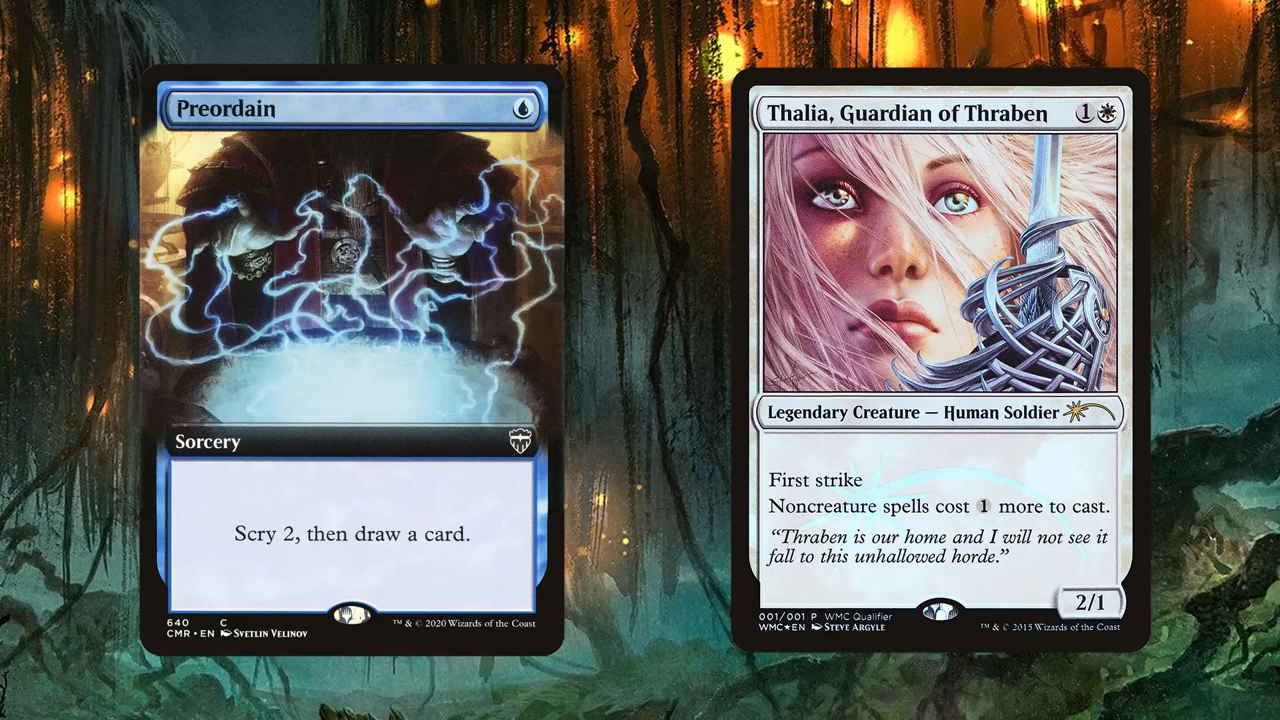 Preordain
Sorcery
Scry 2, then draw a card.
640 C
CMR • EN Svetlin Velinov
™ & © 2020 Wizards of the Coast
Thalia, Guardian of Thraben 1
Legendary Creature — Human Soldier
First strike
Noncreature spells cost 1 more to cast.
“Thraben is our home and I will not see it
fall to this unhallowed horde.”
2/1
001/001 P WMC Qualifier
WMC★EN Steve Argyle
™ & © 2015 Wizards of the Coast